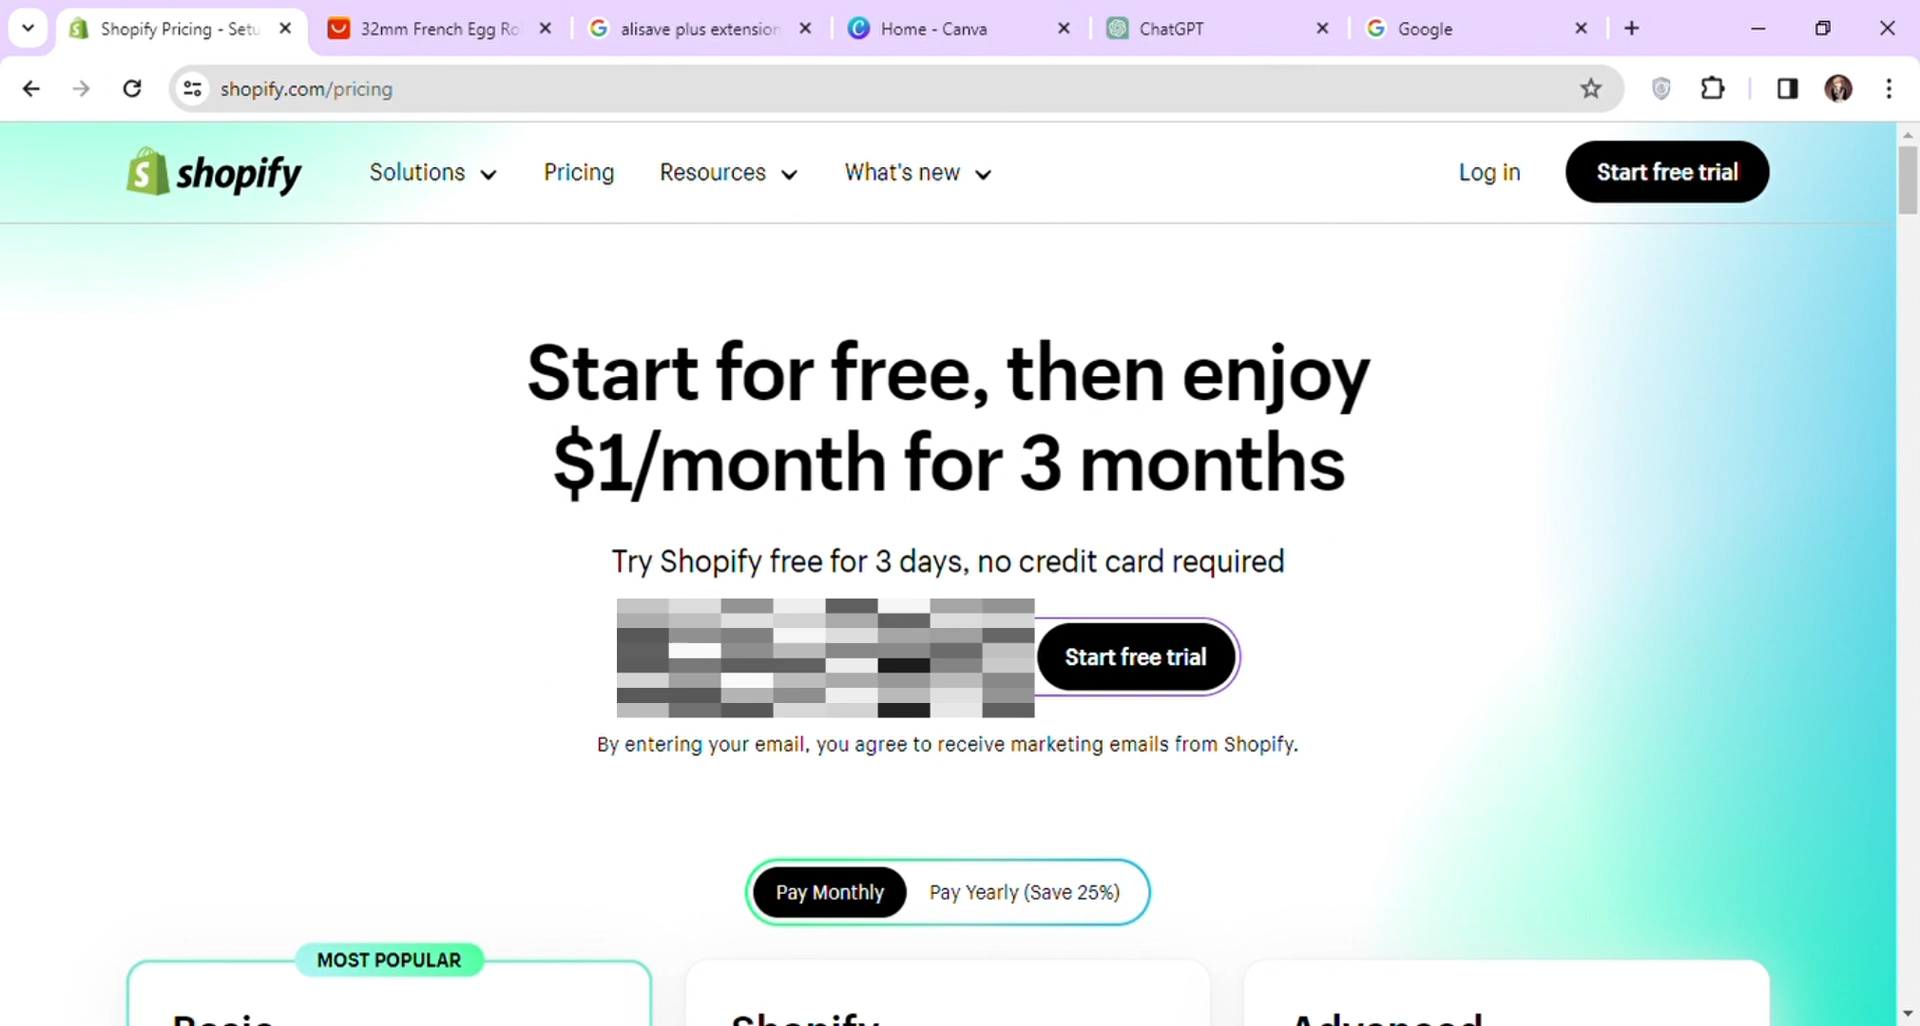 Shopify Pricing - Setu
32mm French Egg Ro
alisave plus extension
Home - Canva
ChatGPT
Google
shopify.com/pricing
shopify
Solutions
Pricing
Resources
What's new
Log in
Start free trial
Start for free, then enjoy
$1/month for 3 months
Try Shopify free for 3 days, no credit card required
Start free trial
By entering your email, you agree to receive marketing emails from Shopify.
Pay Monthly
Pay Yearly (Save 25%)
MOST POPULAR
Basic
Shopify
Advanced